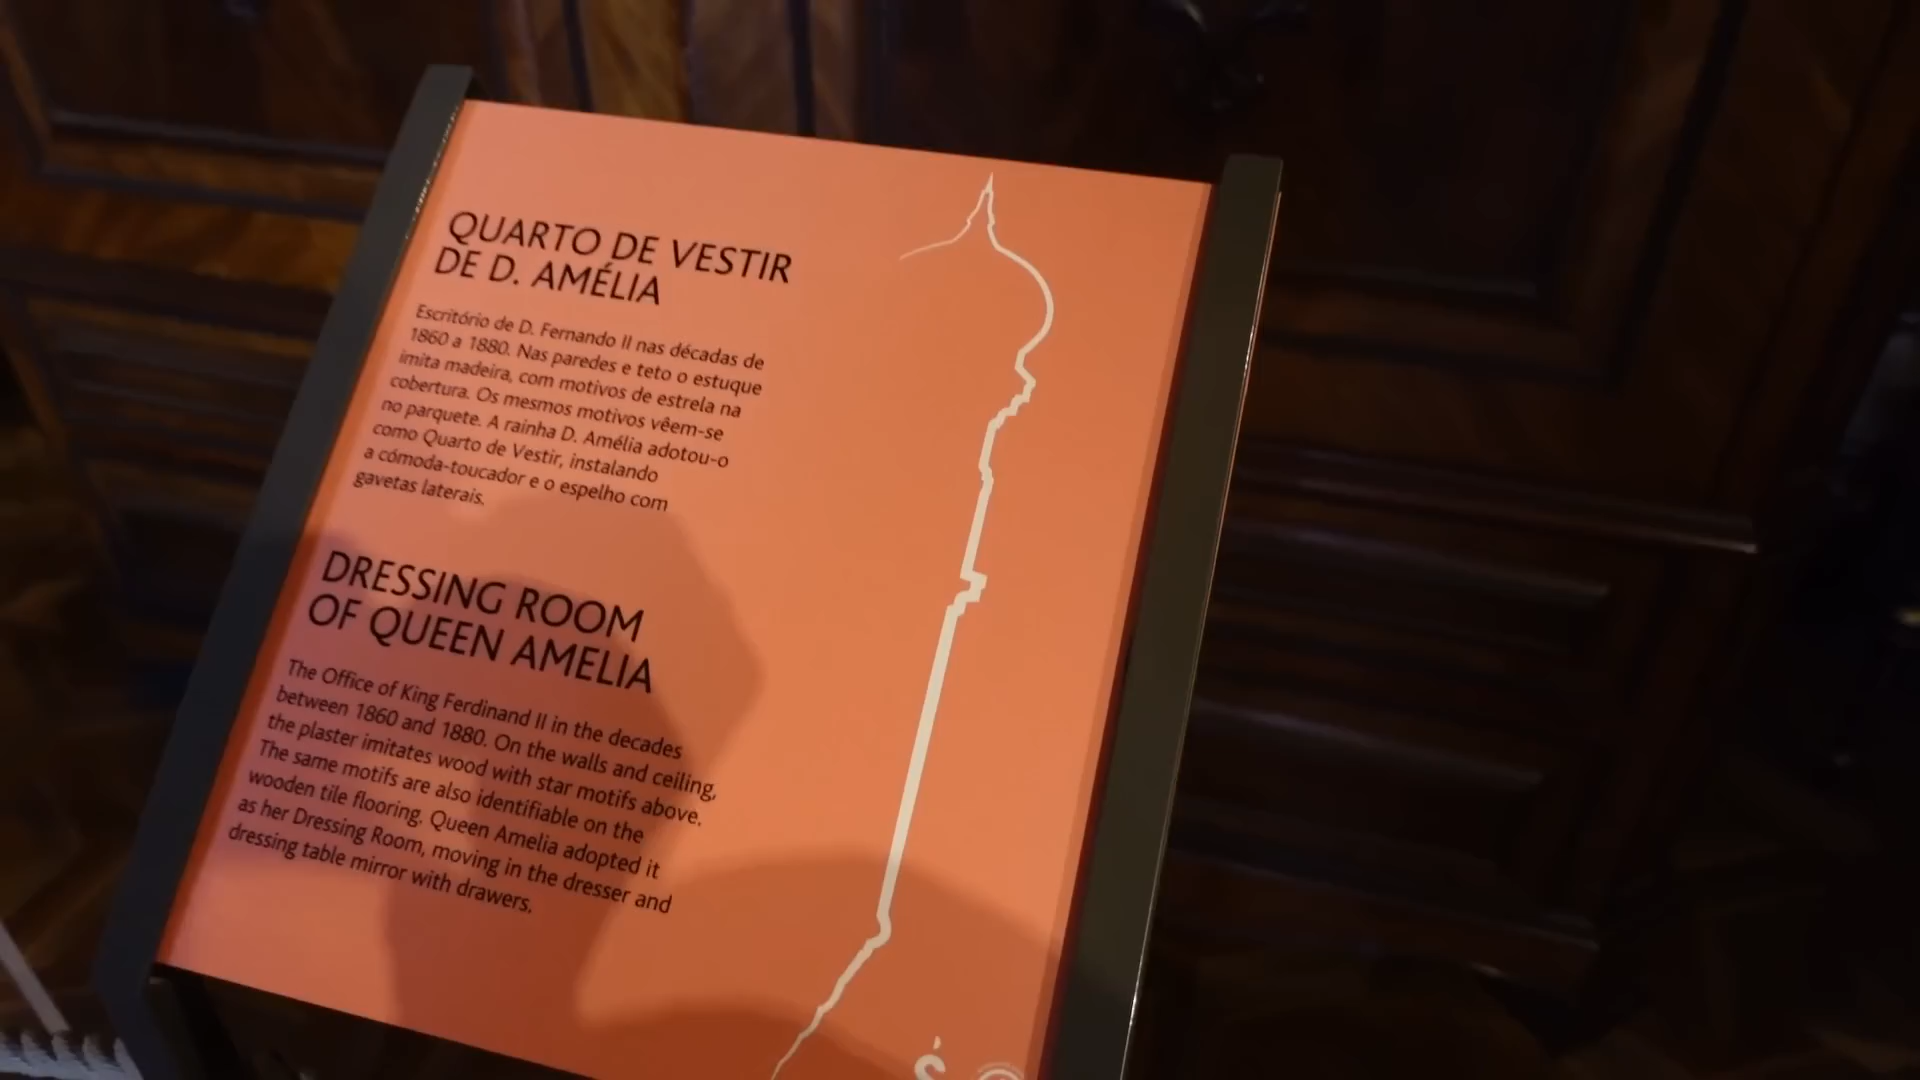 QUARTO DE VESTIR
DE D. AMÉLIA
Escritório de D. Fernando II nas décadas de
1860 a 1880. Nas paredes e teto o estuque
imita madeira, com motivos de estrela na
cobertura. Os mesmos motivos vêem-se
no parquete. A rainha D. Amélia adotou-o
como Quarto de Vestir, instalando
a cómoda-toucador e o espelho com
gavetas laterais.
DRESSING ROOM
OF QUEEN AMELIA
The Office of King Ferdinand II in the decades
between 1860 and 1880. On the walls and ceiling,
the plaster imitates wood with star motifs above.
The same motifs are also identifiable on the
wooden tile flooring. Queen Amelia adopted it
as her Dressing Room, moving in the dresser and
dressing table mirror with drawers.